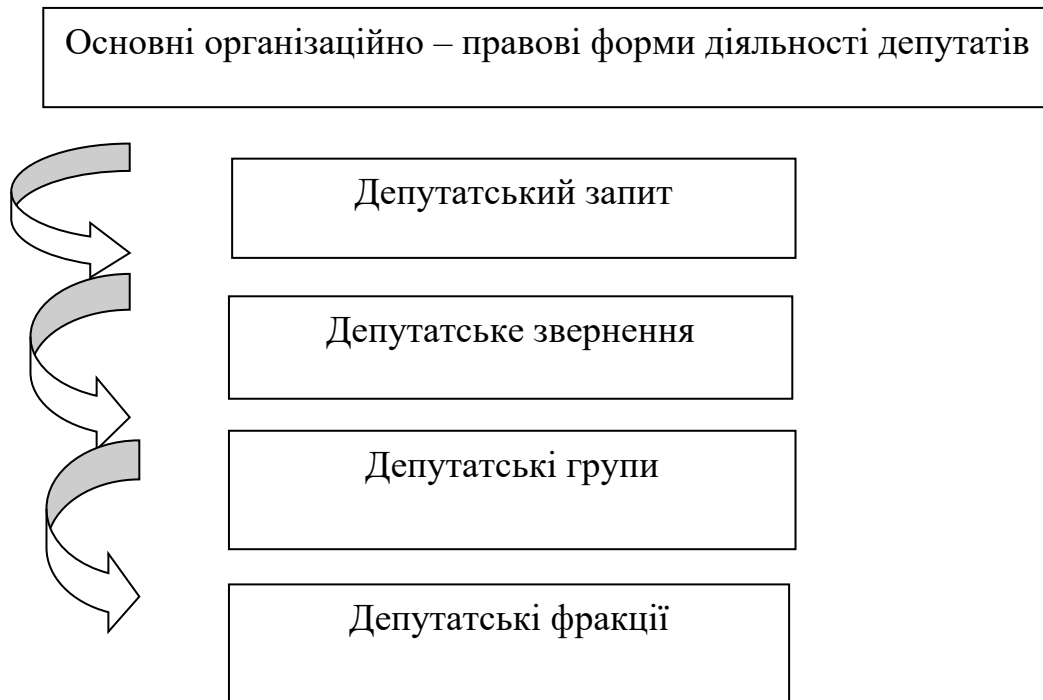 Основні організаційно – правові форми діяльності депутатів
Депутатський запит
Депутатське звернення
Депутатські групи
Депутатські фракції